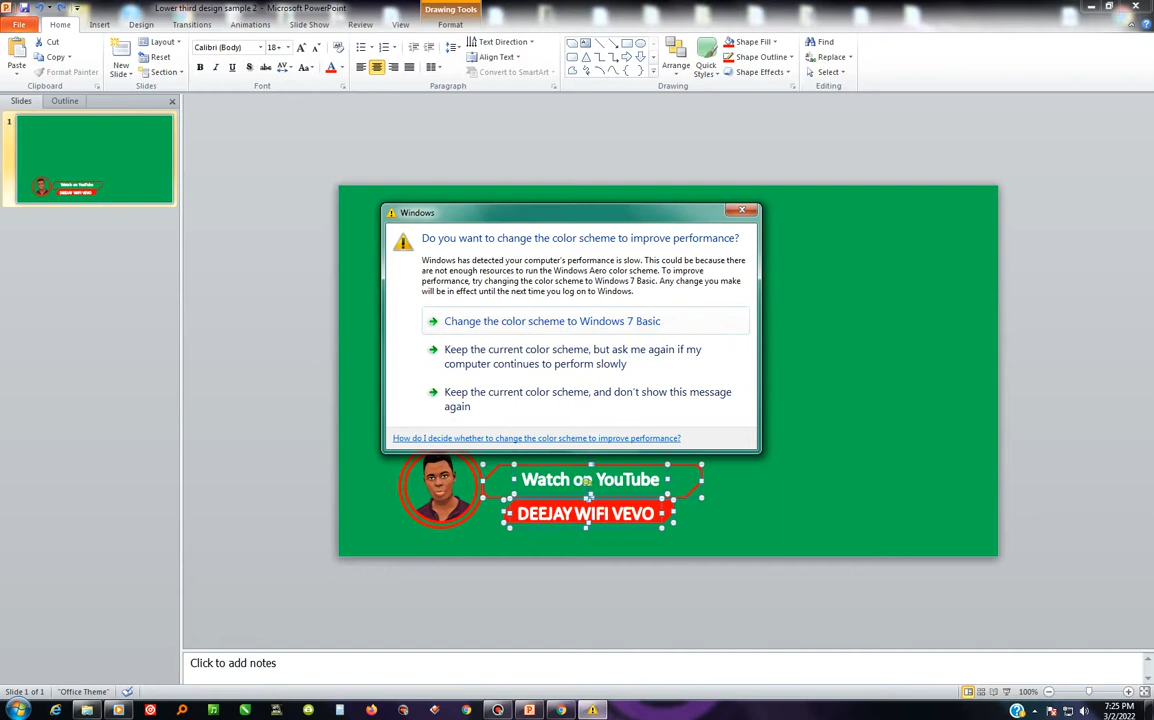 Lower third design sample 2 - Microsoft PowerPoint
Drawing Tools
File Home Insert Design Transitions Animations Slide Show Review View Format
Paste
Cut
Copy
Format Painter
Clipboard
New
Slide
Layout
Reset
Section
Slides
Calibri (Body) 18
Font
Text Direction
Align Text
Convert to SmartArt
Paragraph
Arrange
Quick
Styles
Shape Fill
Shape Outline
Shape Effects
Drawing
Find
Replace
Select
Editing
Slides Outline
1
Watch on YouTube
DEEJAY WIFI VEVO
Windows
Do you want to change the color scheme to improve performance?
Windows has detected your computer's performance is slow. This could be because there
are not enough resources to run the Windows Aero color scheme. To improve
performance, try changing the color scheme to Windows 7 Basic. Any change you make
will be in effect until the next time you log on to Windows.
Change the color scheme to Windows 7 Basic
Keep the current color scheme, but ask me again if my
computer continues to perform slowly
Keep the current color scheme, and don't show this message
again
How do I decide whether to change the color scheme to improve performance?
Watch on YouTube
DEEJAY WIFI VEVO
Click to add notes
Slide 1 of 1 "Office Theme" 100%
7:25 PM
3/2/2022